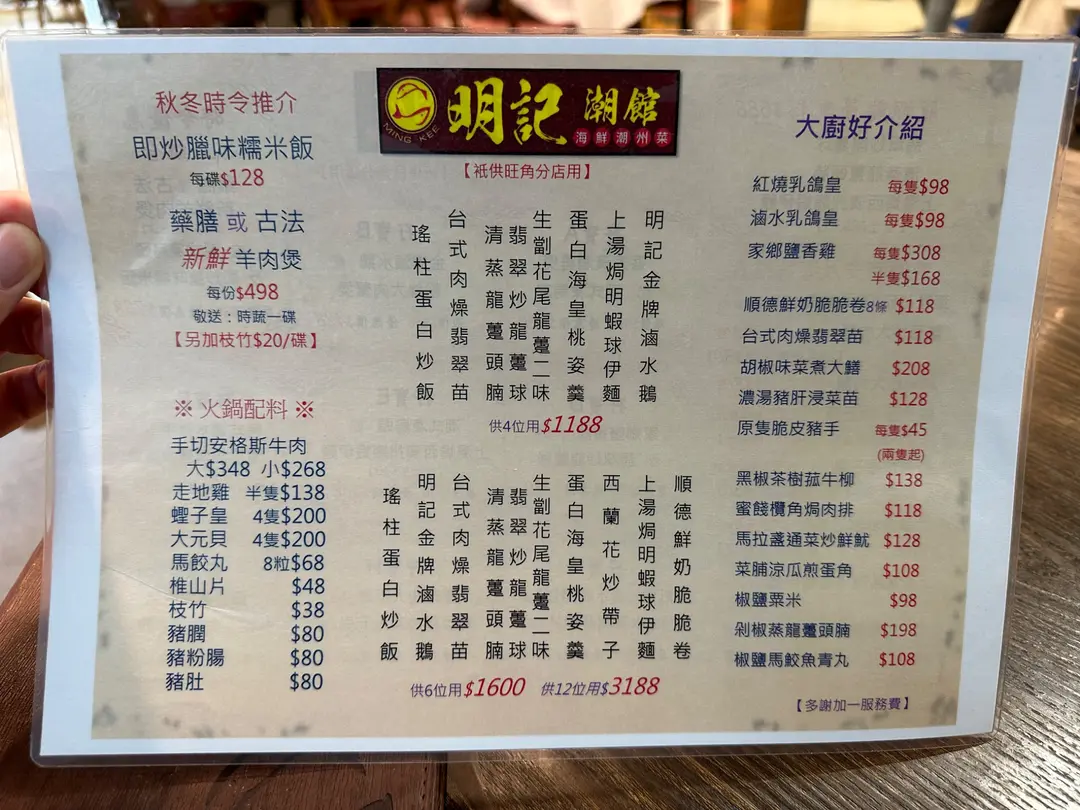 秋冬時令推介
即炒臘味糯米飯
每碟$128
藥膳 或 古法
新鮮 羊肉煲
每份$498
敬送：時蔬一碟
【另加枝竹$20/碟】
※ 火鍋配料 ※
手切安格斯牛肉
大$348 小$268
走地雞 半隻$138
蟶子皇 4隻$200
大元貝 4隻$200
馬餃丸 8粒$68
椎山片 $48
枝竹 $38
豬膶 $80
豬粉腸 $80
豬肚 $80
MING KEE
明記 潮館
海鮮潮州菜
【衹供旺角分店用】
明記金牌滷水鵝
上湯焗明蝦球伊麵
蛋白海皇桃姿羹
生劏花尾龍躉二味
翡翠炒龍躉球
清蒸龍躉頭腩
台式肉燥翡翠苗
瑤柱蛋白炒飯
供4位用$1188
順德鮮奶脆脆卷
上湯焗明蝦球伊麵
西蘭花炒帶子
蛋白海皇桃姿羹
生劏花尾龍躉二味
翡翠炒龍躉球
清蒸龍躉頭腩
台式肉燥翡翠苗
明記金牌滷水鵝
瑤柱蛋白炒飯
供6位用$1600 供12位用$3188
大廚好介紹
紅燒乳鴿皇 每隻$98
滷水乳鴿皇 每隻$98
家鄉鹽香雞 每隻$308
半隻$168
順德鮮奶脆脆卷8條 $118
台式肉燥翡翠苗 $118
胡椒味菜煮大鱔 $208
濃湯豬肝浸菜苗 $128
原隻脆皮豬手 每隻$45
(兩隻起)
黑椒茶樹菰牛柳 $138
蜜餞欖角焗肉排 $118
馬拉盞通菜炒鮮魷 $128
菜脯涼瓜煎蛋角 $108
椒鹽粟米 $98
剁椒蒸龍躉頭腩 $198
椒鹽馬鮫魚青丸 $108
【多謝加一服務費】